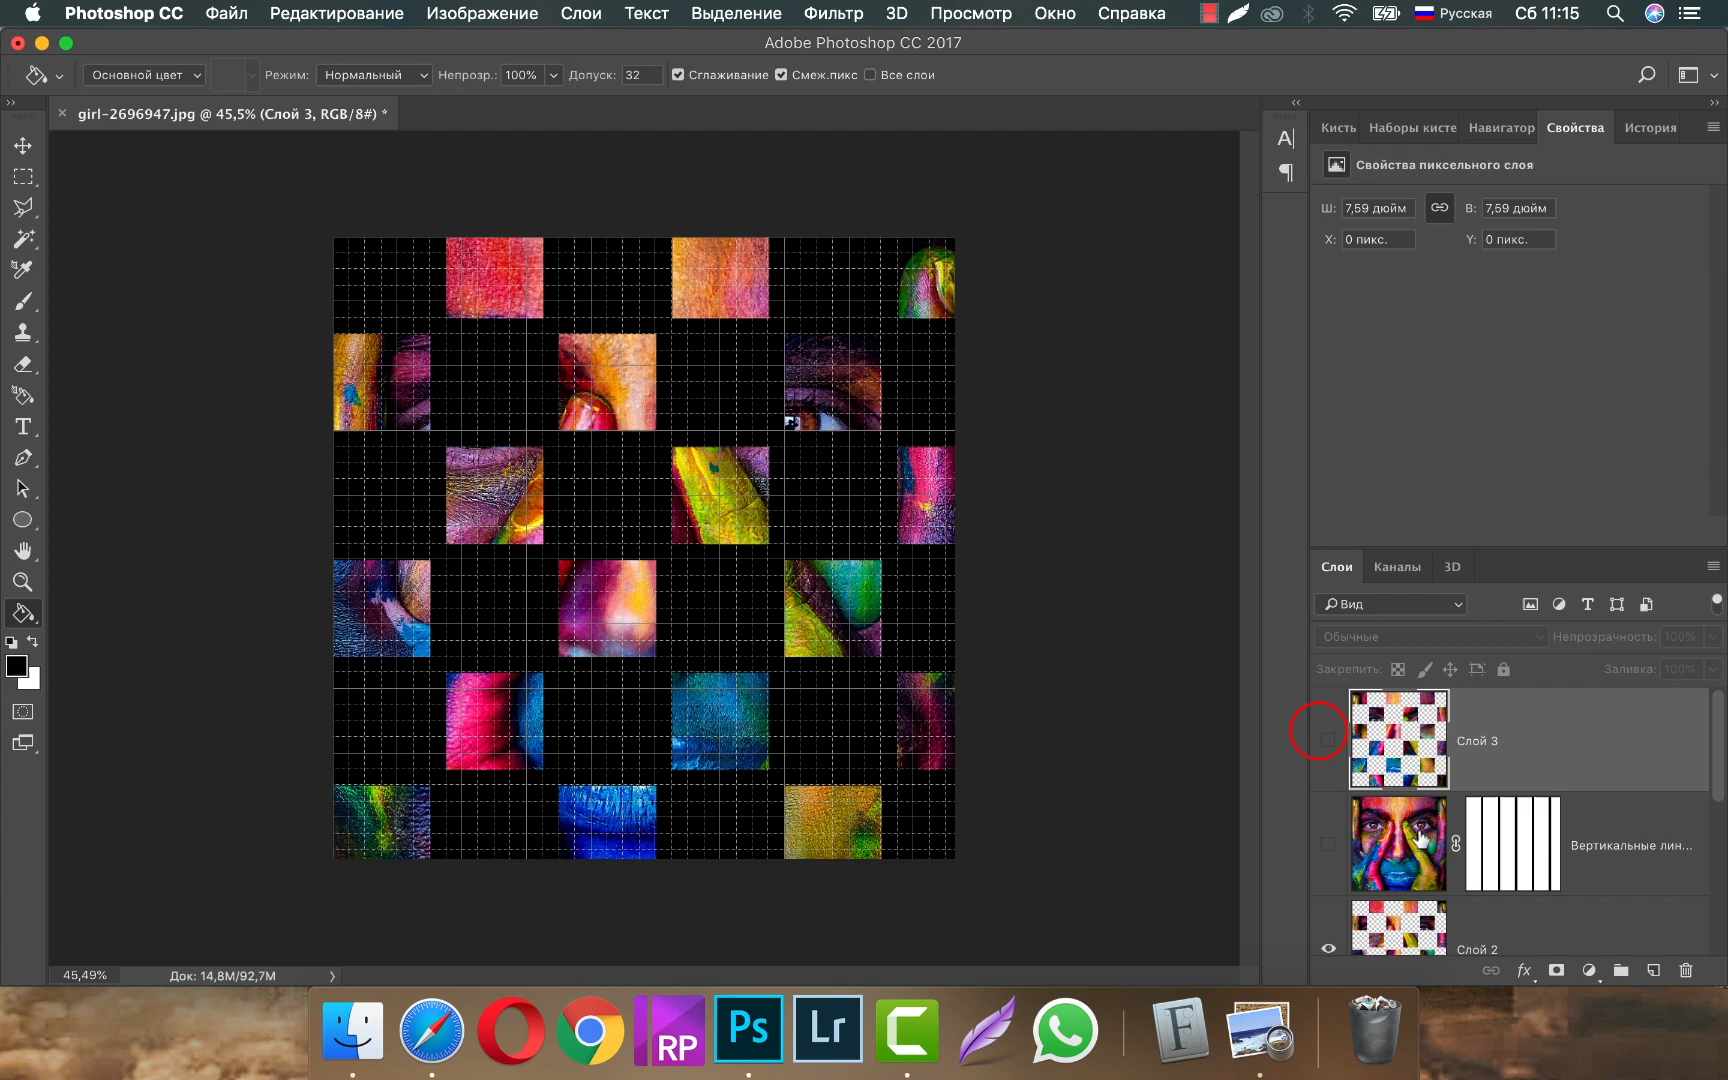 Photoshop CC Файл Редактирование Изображение Слои Текст Выделение Фильтр 3D Просмотр Окно Справка Русская Сб 11:15
Adobe Photoshop CC 2017
Основной цвет Режим: Нормальный Непрозр.: 100% Допуск: 32 Сглаживание Смеж.пикс Все слои
girl-2696947.jpg @ 45,5% (Слой 3, RGB/8#) *
Кисть Наборы кисте Навигатор Свойства История
Свойства пиксельного слоя
Ш: 7,59 дюйм В: 7,59 дюйм
X: 0 пикс. Y: 0 пикс.
Слои Каналы 3D
Вид
Обычные Непрозрачность: 100%
Закрепить: Заливка: 100%
Слой 3
Вертикальные лин...
Слой 2
45,49% Док: 14,8M/92,7M
fx
RP Ps Lr